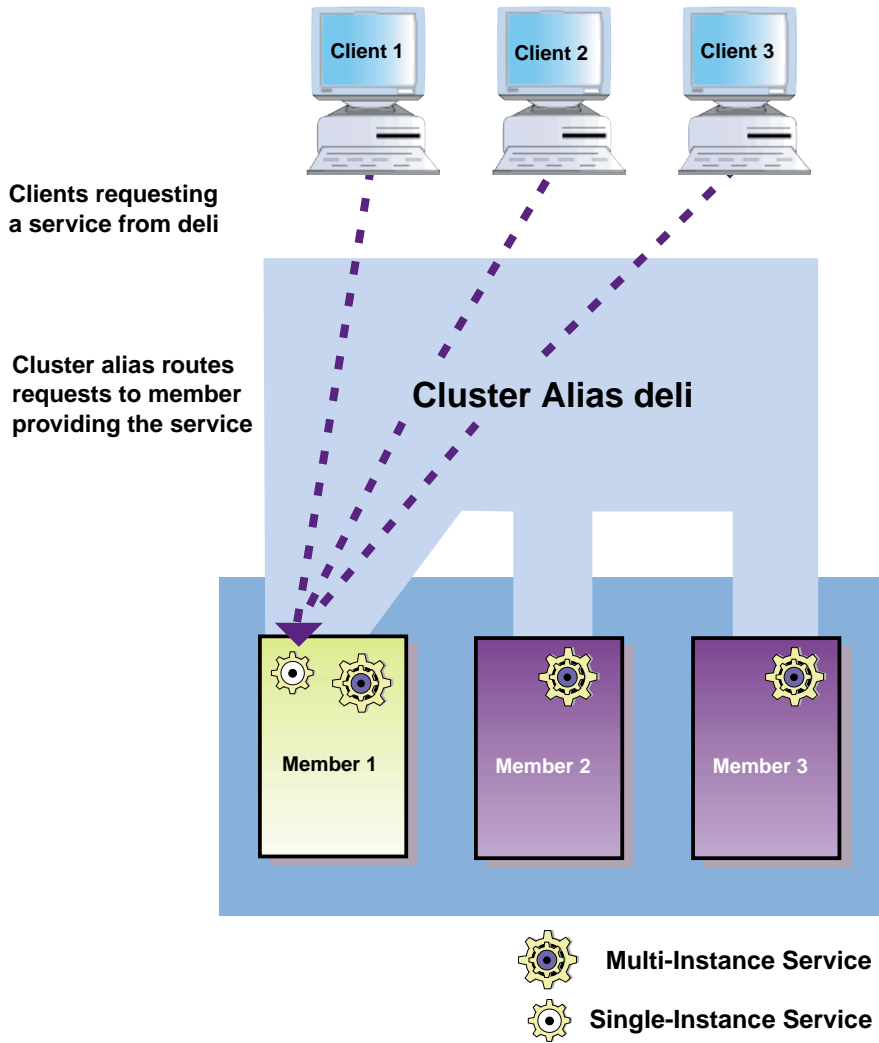 Client 1
Client 2
Client 3
Clients requesting
a service from deli
Cluster alias routes
requests to member
providing the service
Cluster Alias deli
Member 1
Member 2
Member 3
Multi-Instance Service
Single-Instance Service